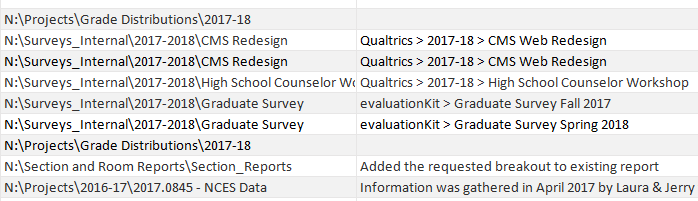 N:\Projects\Grade Distributions\2017-18
N:\Surveys_Internal\2017-2018\CMS Redesign Qualtrics > 2017-18 > CMS Web Redesign
N:\Surveys_Internal\2017-2018\CMS Redesign Qualtrics > 2017-18 > CMS Web Redesign
N:\Surveys_Internal\2017-2018\High School Counselor Wo Qualtrics > 2017-18 > High School Counselor Workshop
N:\Surveys_Internal\2017-2018\Graduate Survey evaluationKit > Graduate Survey Fall 2017
N:\Surveys_Internal\2017-2018\Graduate Survey evaluationKit > Graduate Survey Spring 2018
N:\Projects\Grade Distributions\2017-18
N:\Section and Room Reports\Section_Reports Added the requested breakout to existing report
N:\Projects\2016-17\2017.0845 - NCES Data Information was gathered in April 2017 by Laura & Jerry